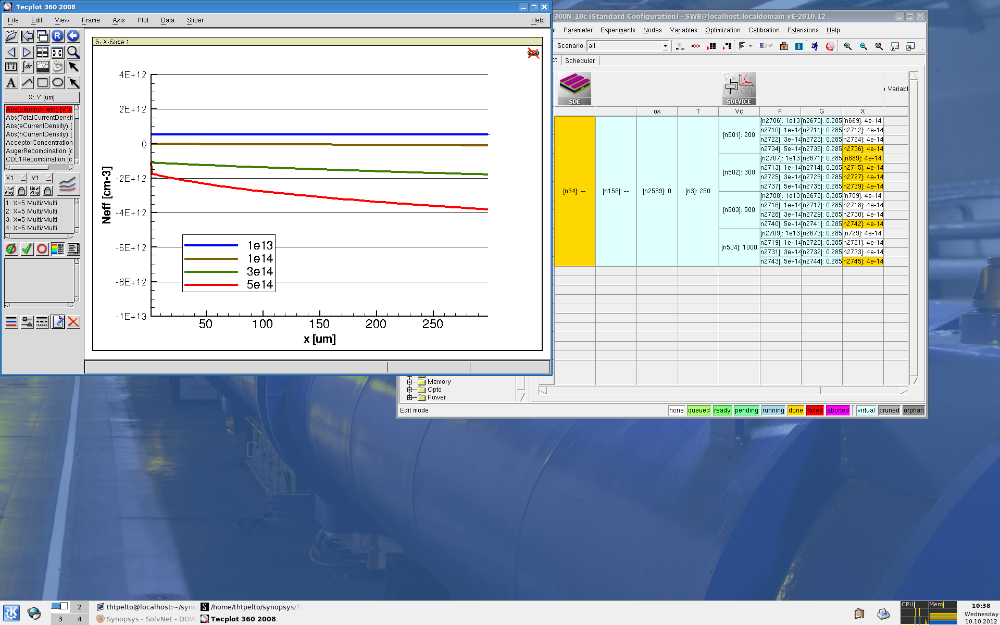 Tecplot 360 2008
File Edit View Frame Axis Plot Data Slicer Help
5: X-Slice 1
X: Y [um]
Abs(ElectricField) [V*c
Abs(TotalCurrentDensit
Abs(eCurrentDensity) [
Abs(hCurrentDensity) [
AcceptorConcentration
AugerRecombination [c
CDL1Recombination [c
X1 Y1
Lin Log Lin Log
1: X=5 Multi/Multi
2: X=5 Multi/Multi
3: X=5 Multi/Multi
4: X=5 Multi/Multi
4E+12
2E+12
0
-2E+12
-4E+12
-6E+12
-8E+12
-1E+13
Neff [cm-3]
1e13
1e14
3e14
5e14
50 100 150 200 250
x [um]
_300N_10c (Standard Configuration) - SWB@localhost.localdomain vE-2010.12
Parameter Experiments Nodes Variables Optimization Calibration Extensions Help
Scenario: all
ct Scheduler
SDE SDEVICE Variabl
ox T Vc F G X
[n64]: -- [n156]: -- [n2589]: 0 [n3]: 260
[n501]: 200
[n2706]: 1e13 [n2670]: 0.285 [n669]: 4e-14
n2710]: 1e+14 [n2711]: 0.285 [n2712]: 4e-14
n2722]: 3e+14 [n2723]: 0.285 [n2724]: 4e-14
n2734]: 5e+14 [n2735]: 0.285 n2736]: 4e-14
[n502]: 300
[n2707]: 1e13 [n2671]: 0.285 [n689]: 4e-14
n2713]: 1e+14 [n2714]: 0.285 n2715]: 4e-14
n2725]: 3e+14 [n2726]: 0.285 n2727]: 4e-14
n2737]: 5e+14 [n2738]: 0.285 n2739]: 4e-14
[n503]: 500
[n2708]: 1e13 [n2672]: 0.285 [n709]: 4e-14
n2716]: 1e+14 [n2717]: 0.285 n2718]: 4e-14
n2728]: 3e+14 [n2729]: 0.285 n2730]: 4e-14
n2740]: 5e+14 [n2741]: 0.285 n2742]: 4e-14
[n504]: 1000
[n2709]: 1e13 [n2673]: 0.285 [n729]: 4e-14
n2719]: 1e+14 [n2720]: 0.285 n2721]: 4e-14
n2731]: 3e+14 [n2732]: 0.285 n2733]: 4e-14
n2743]: 5e+14 [n2744]: 0.285 n2745]: 4e-14
Memory
Opto
Power
Edit mode
none queued ready pending running done failed aborted virtual pruned orphan
2
3 4
thtpelto@localhost:~/syno
/home/thtpelto/synopsys/T
Synopsys - SolvNet - DOW
Tecplot 360 2008
CPU Mem
10:38
Wednesday
10.10.2012